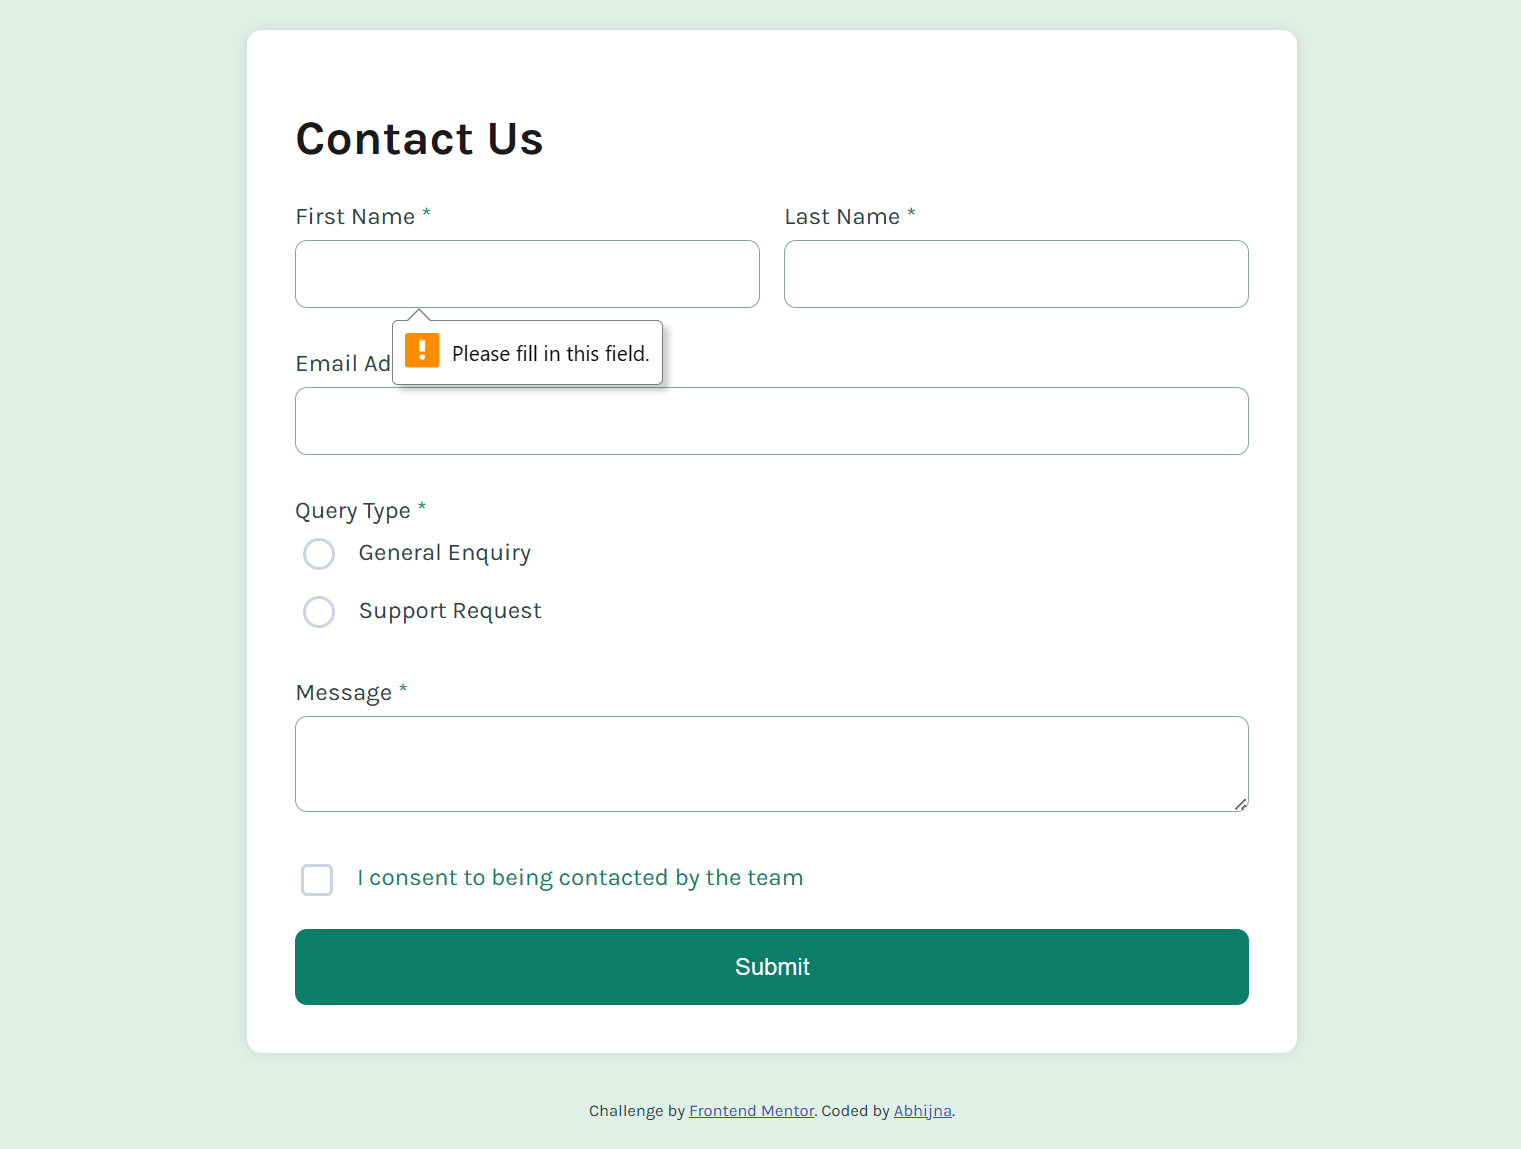 Contact Us
First Name *
Last Name *
Please fill in this field.
Email Ad
Query Type *
General Enquiry
Support Request
Message *
I consent to being contacted by the team
Submit
Challenge by Frontend Mentor. Coded by Abhijna.